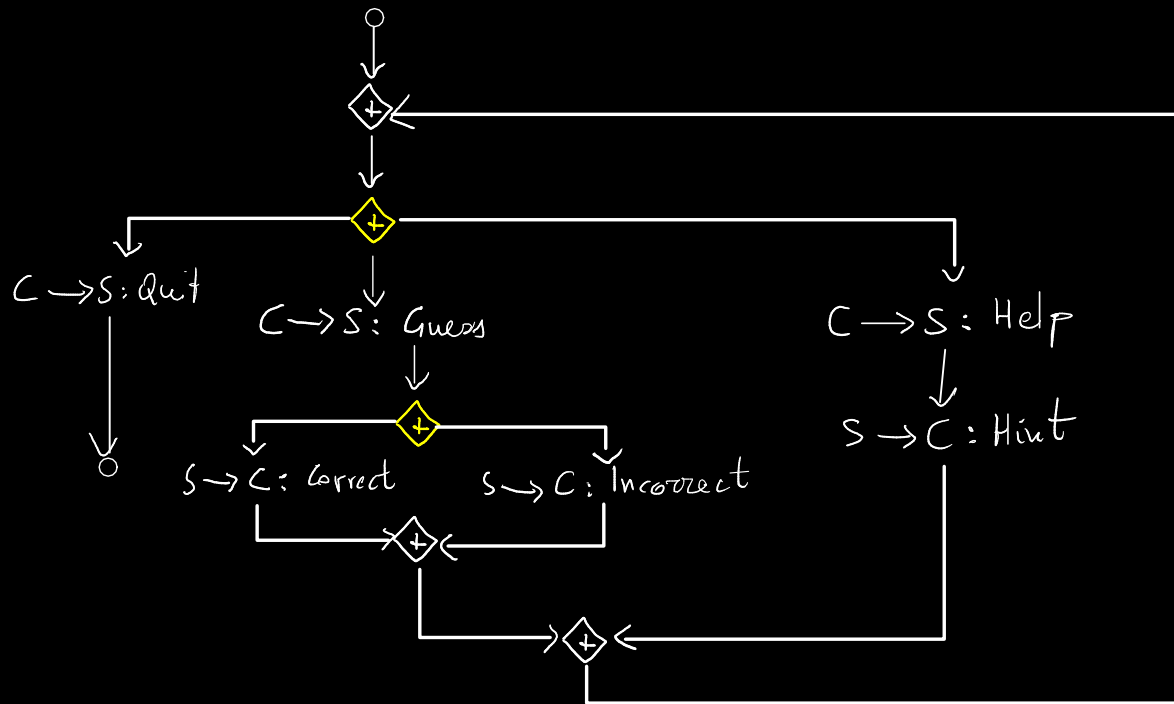 +
+
C → S: Quit
C → S: Guess
C → S: Help
+
S → C: Hint
S → C: Correct
S → C: Incorrect
+
+